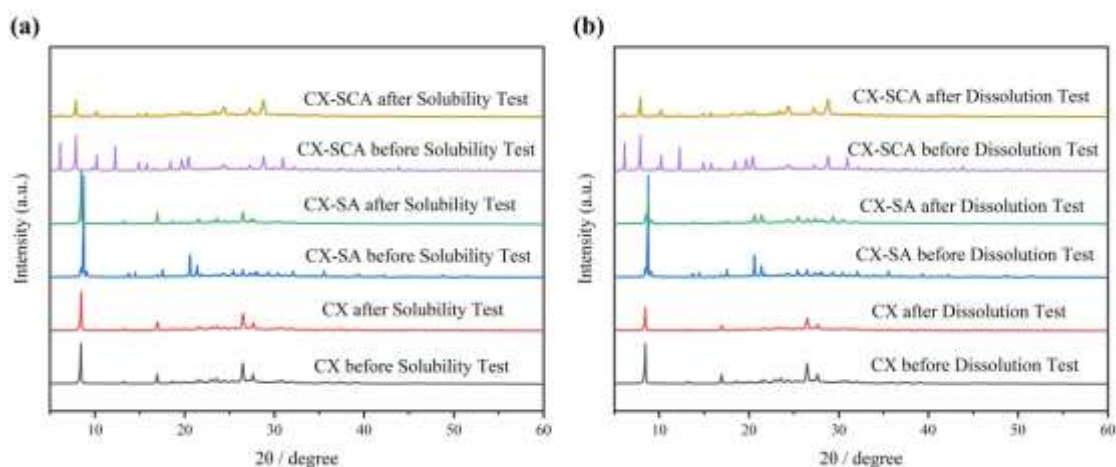 (a)
CX-SCA after Solubility Test
CX-SCA before Solubility Test
CX-SA after Solubility Test
CX-SA before Solubility Test
CX after Solubility Test
CX before Solubility Test
Intensity (a.u.)
10 20 30 40 50 60
2θ / degree
(b)
CX-SCA after Dissolution Test
CX-SCA before Dissolution Test
CX-SA after Dissolution Test
CX-SA before Dissolution Test
CX after Dissolution Test
CX before Dissolution Test
Intensity (a.u.)
10 20 30 40 50 60
2θ / degree